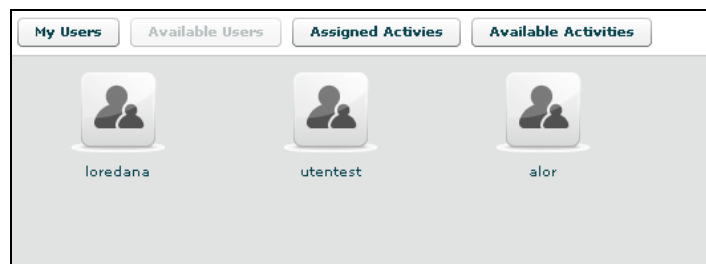 My Users Available Users Assigned Activies Available Activities
loredana utentest alor